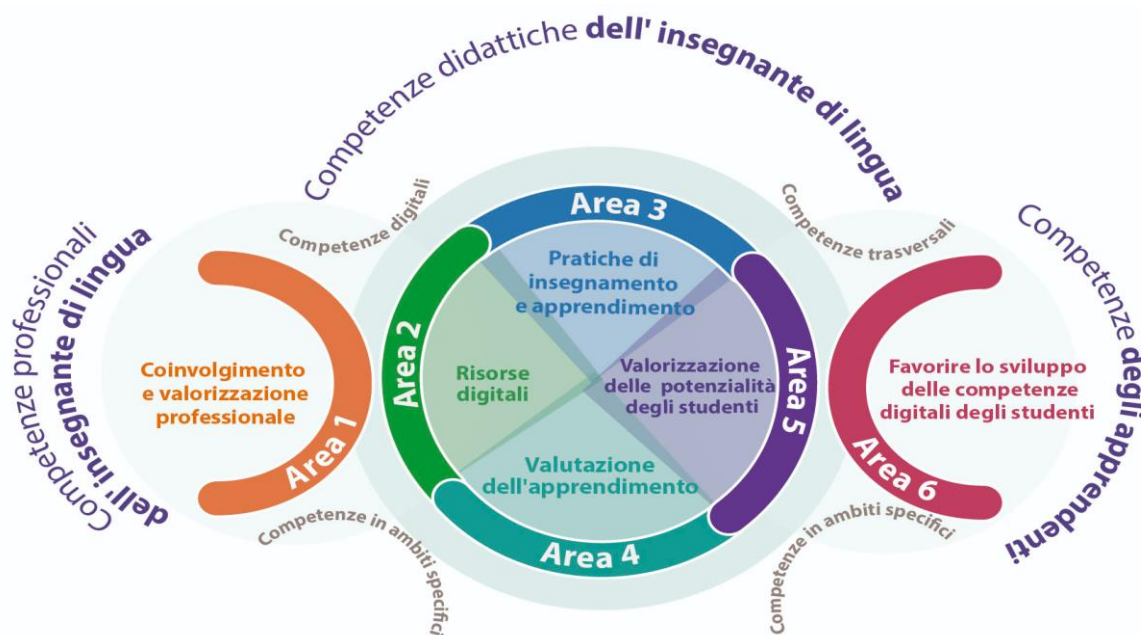 Competenze didattiche dell' insegnante di lingua
Competenze professionali
dell' insegnante di lingua
Competenze degli apprendenti
Competenze digitali
Competenze trasversali
Competenze in ambiti specifici
Competenze in ambiti specifici
Area 1
Coinvolgimento
e valorizzazione
professionale
Area 2
Risorse
digitali
Area 3
Pratiche di
insegnamento
e apprendimento
Area 4
Valutazione
dell'apprendimento
Area 5
Valorizzazione
delle potenzialità
degli studenti
Area 6
Favorire lo sviluppo
delle competenze
digitali degli studenti